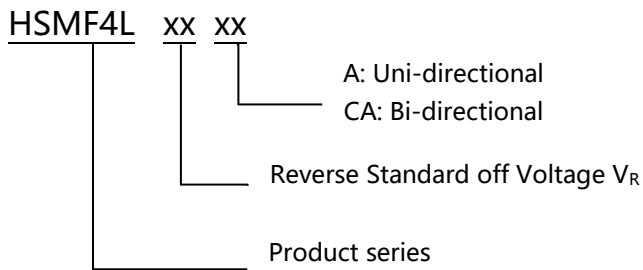 HSMF4L xx xx
A: Uni-directional
CA: Bi-directional
Reverse Standard off Voltage VR
Product series